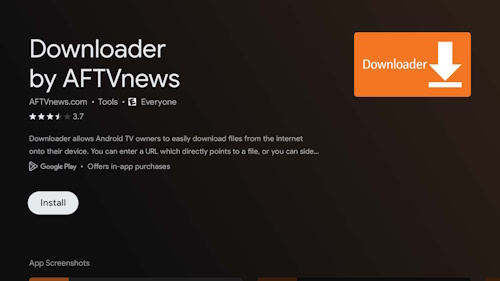 Downloader
by AFTVnews
AFTVnews.com • Tools • E Everyone
3.7
Downloader allows Android TV owners to easily download files from the internet
onto their device. You can enter a URL which directly points to a file, or you can side...
Google Play • Offers in-app purchases
Install
App Screenshots
Downloader